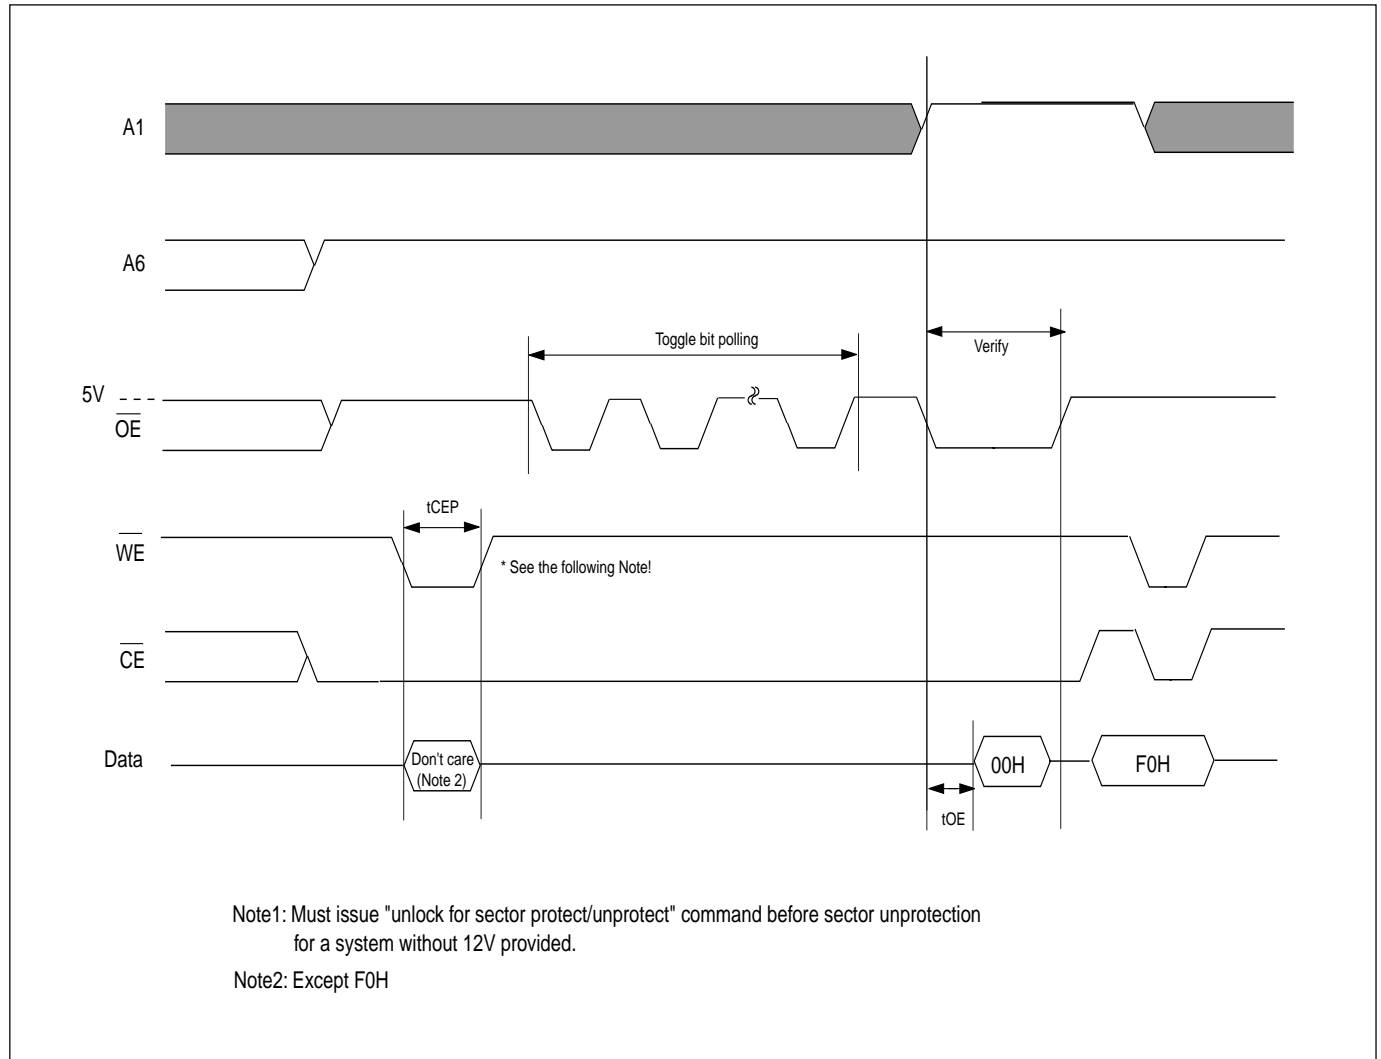 A1
A6
Toggle bit polling
Verify
5V
OE
tCEP
WE
* See the following Note!
CE
Data
Don't care
(Note 2)
00H
F0H
tOE
Note1: Must issue "unlock for sector protect/unprotect" command before sector unprotection
for a system without 12V provided.
Note2: Except F0H